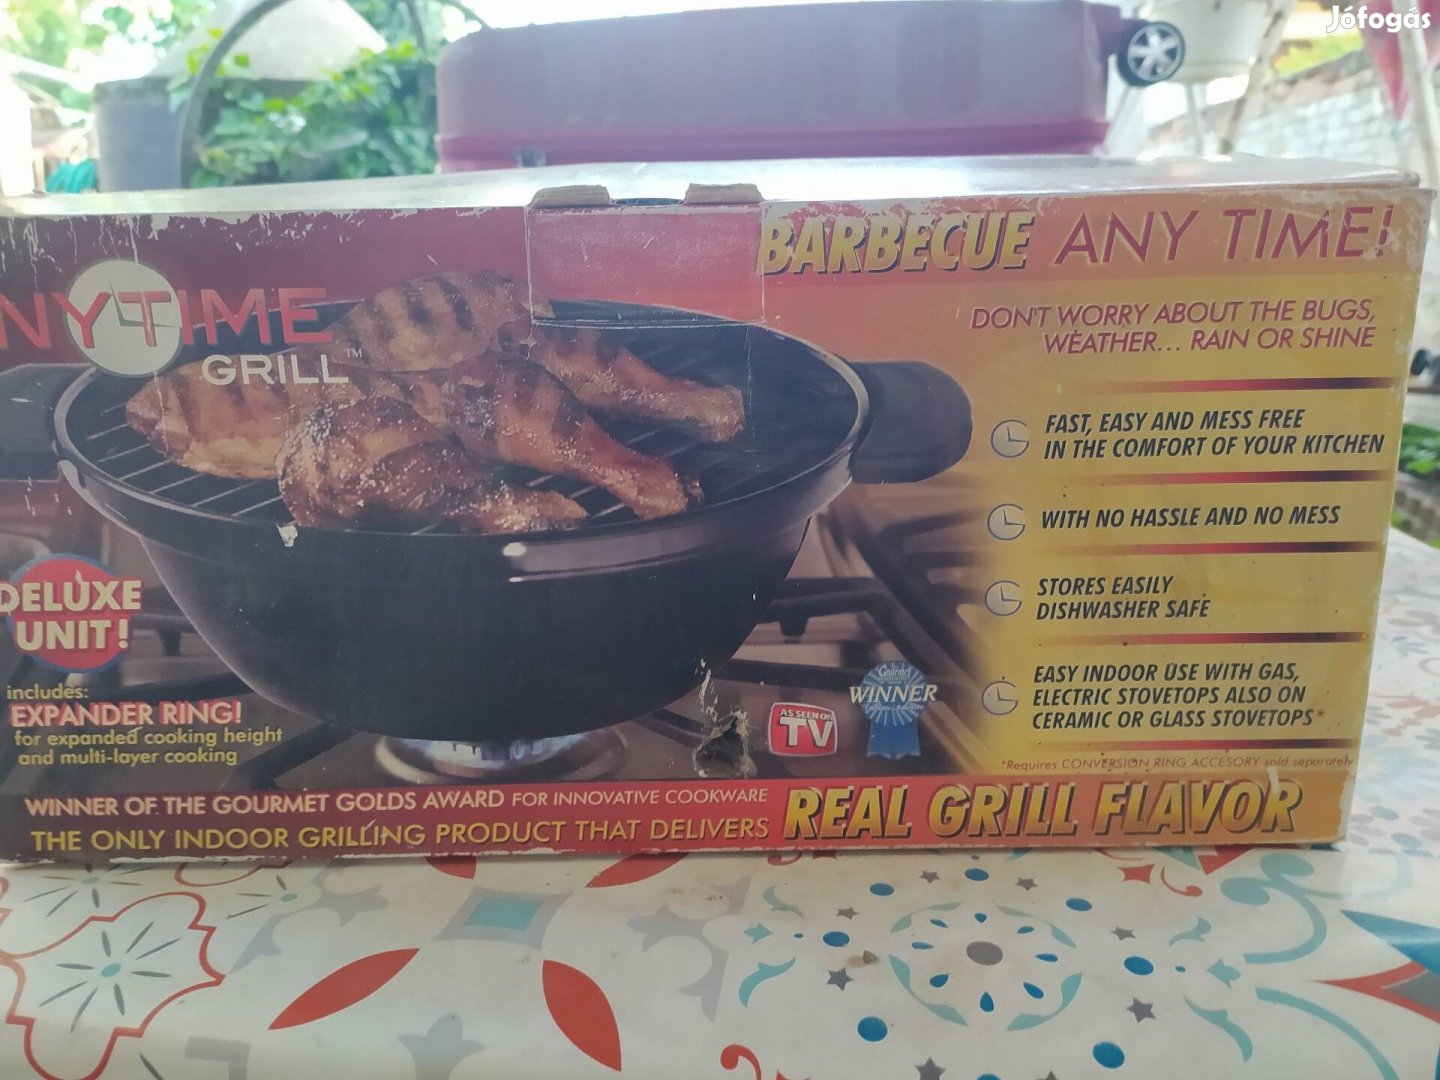 Jófogás
BARBECUE ANY TIME!
NYTIME
GRILL™
DON'T WORRY ABOUT THE BUGS,
WEATHER... RAIN OR SHINE
FAST, EASY AND MESS FREE
IN THE COMFORT OF YOUR KITCHEN
WITH NO HASSLE AND NO MESS
STORES EASILY
DISHWASHER SAFE
EASY INDOOR USE WITH GAS,
ELECTRIC STOVETOPS ALSO ON
CERAMIC OR GLASS STOVETOPS*
*Requires CONVERSION RING ACCESORY sold separately
DELUXE
UNIT!
includes:
EXPANDER RING!
for expanded cooking height
and multi-layer cooking
AS SEEN ON
TV
Gourmet
WINNER
WINNER OF THE GOURMET GOLDS AWARD FOR INNOVATIVE COOKWARE
THE ONLY INDOOR GRILLING PRODUCT THAT DELIVERS
REAL GRILL FLAVOR